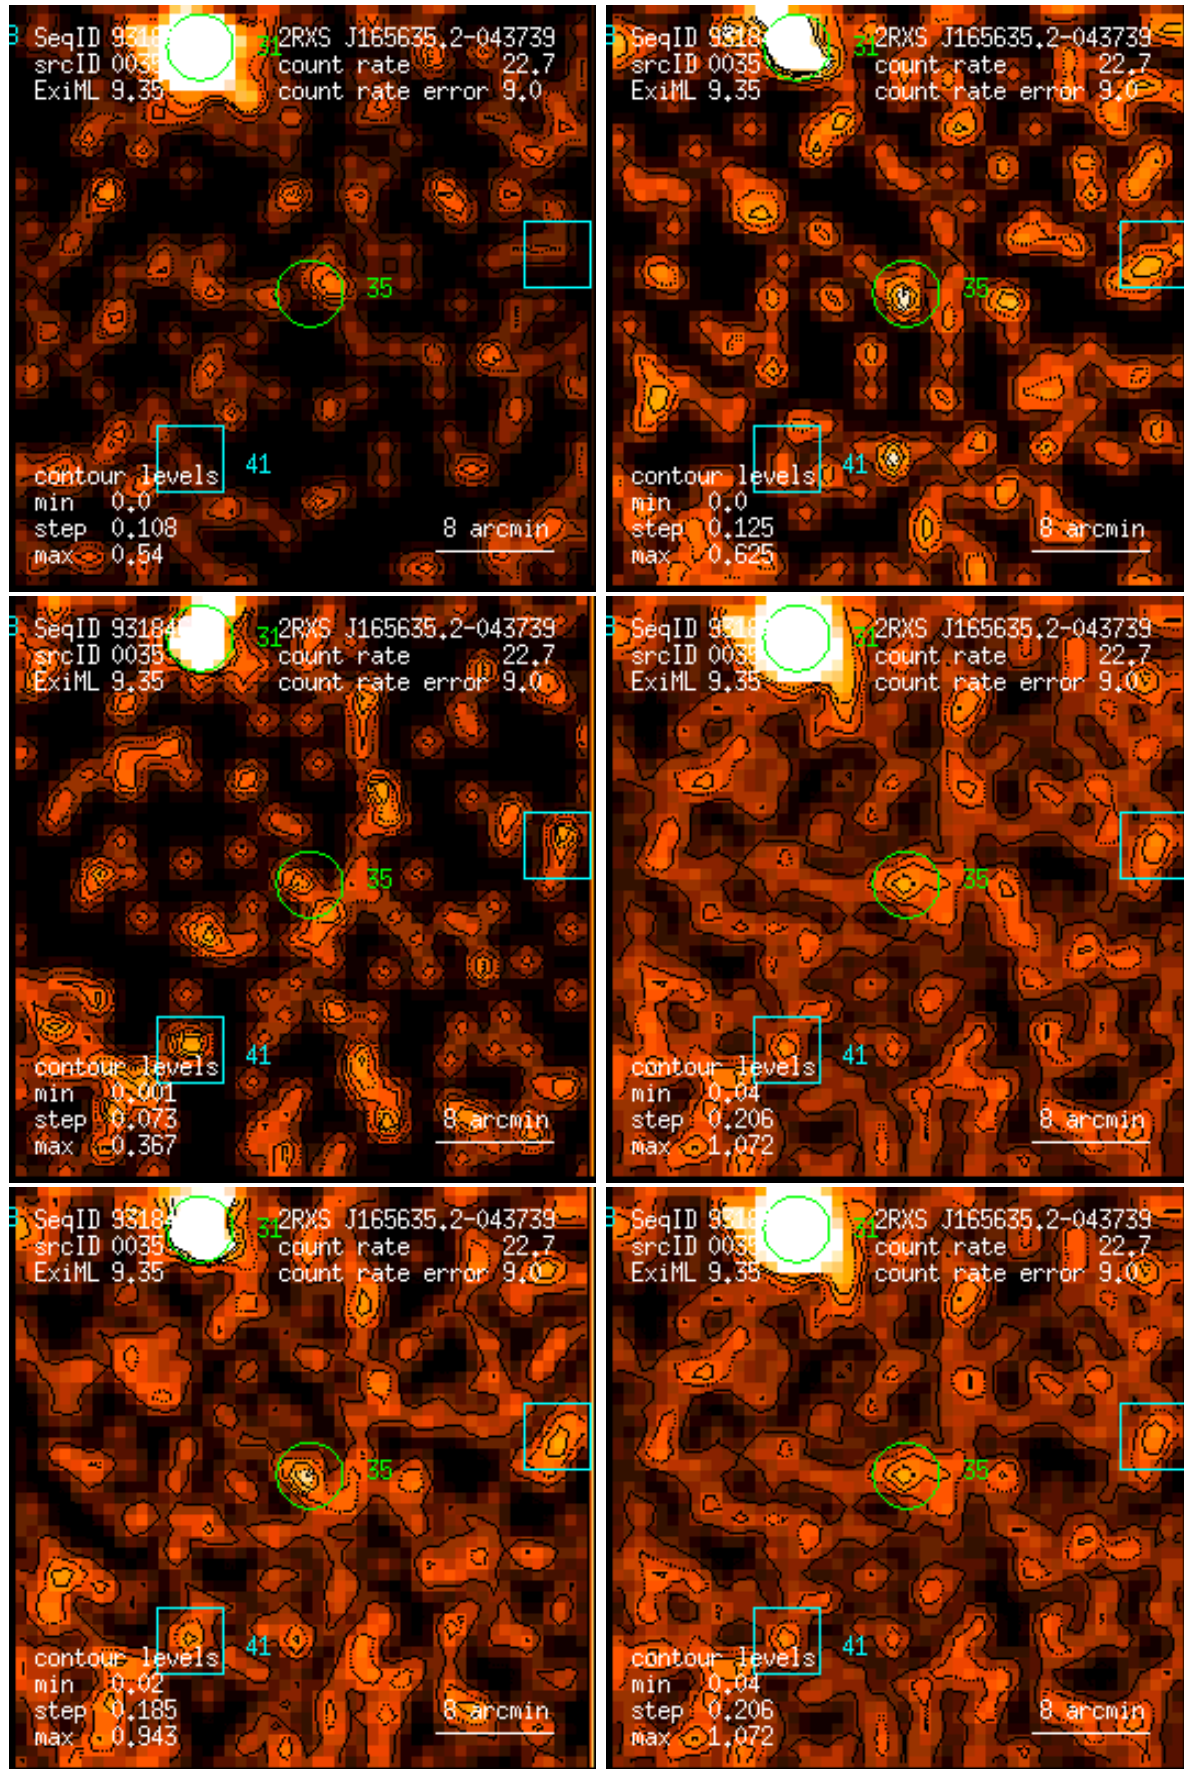 SeqID 9318 31 2RXS J165635.2-043739
srcID 0035 count rate 22.7
ExiML 9.35 count rate error 9.0
35
41
contour levels
min 0.0
step 0.108 8 arcmin
max 0.54
SeqID 9318 31 2RXS J165635.2-043739
srcID 0035 count rate 22.7
ExiML 9.35 count rate error 9.0
35
41
contour levels
min 0.0
step 0.125 8 arcmin
max 0.625
SeqID 93184 31 2RXS J165635.2-043739
srcID 0035 count rate 22.7
ExiML 9.35 count rate error 9.0
35
41
contour levels
min 0.001
step 0.073 8 arcmin
max 0.367
SeqID 9318 31 2RXS J165635.2-043739
srcID 0035 count rate 22.7
ExiML 9.35 count rate error 9.0
35
41
contour levels
min 0.04
step 0.206 8 arcmin
max 1.072
SeqID 93184 31 2RXS J165635.2-043739
srcID 0035 count rate 22.7
ExiML 9.35 count rate error 9.0
35
41
contour levels
min 0.02
step 0.185 8 arcmin
max 0.943
SeqID 9318 31 2RXS J165635.2-043739
srcID 0035 count rate 22.7
ExiML 9.35 count rate error 9.0
35
41
contour levels
min 0.04
step 0.206 8 arcmin
max 1.072